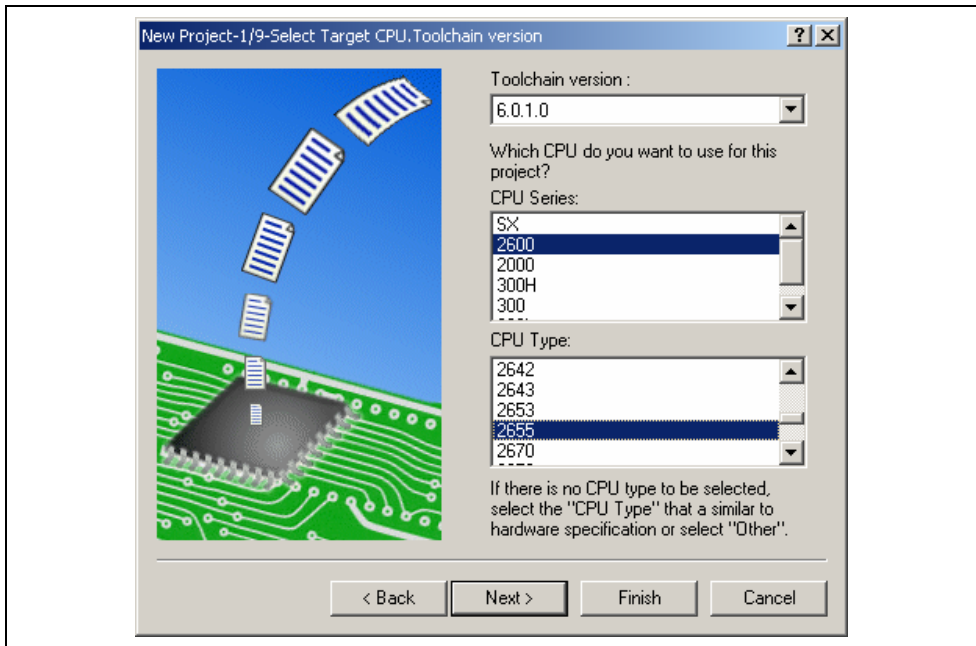 New Project-1/9-Select Target CPU.Toolchain version
Toolchain version :
6.0.1.0
Which CPU do you want to use for this
project?
CPU Series:
SX
2600
2000
300H
300
CPU Type:
2642
2643
2653
2655
2670
If there is no CPU type to be selected,
select the "CPU Type" that a similar to
hardware specification or select "Other".
< Back
Next >
Finish
Cancel